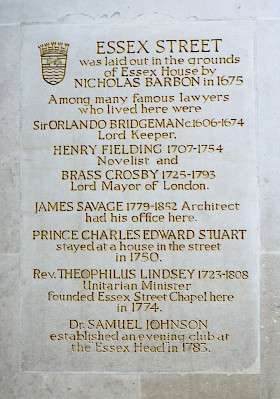 ESSEX STREET
was laid out in the grounds
of Essex House by
NICHOLAS BARBON in 1675
Among many famous lawyers
who lived here were
Sir ORLANDO BRIDGEMAN c.1606-1674
Lord Keeper.
HENRY FIELDING 1707-1754
Novelist and
BRASS CROSBY 1725-1793
Lord Mayor of London.
JAMES SAVAGE 1779-1852 Architect
had his office here.
PRINCE CHARLES EDWARD STUART
stayed at a house in the street
in 1750.
Rev. THEOPHILUS LINDSEY 1723-1808
Unitarian Minister
founded Essex Street Chapel here
in 1774.
Dr. SAMUEL JOHNSON
established an evening club at
the Essex Head in 1783.